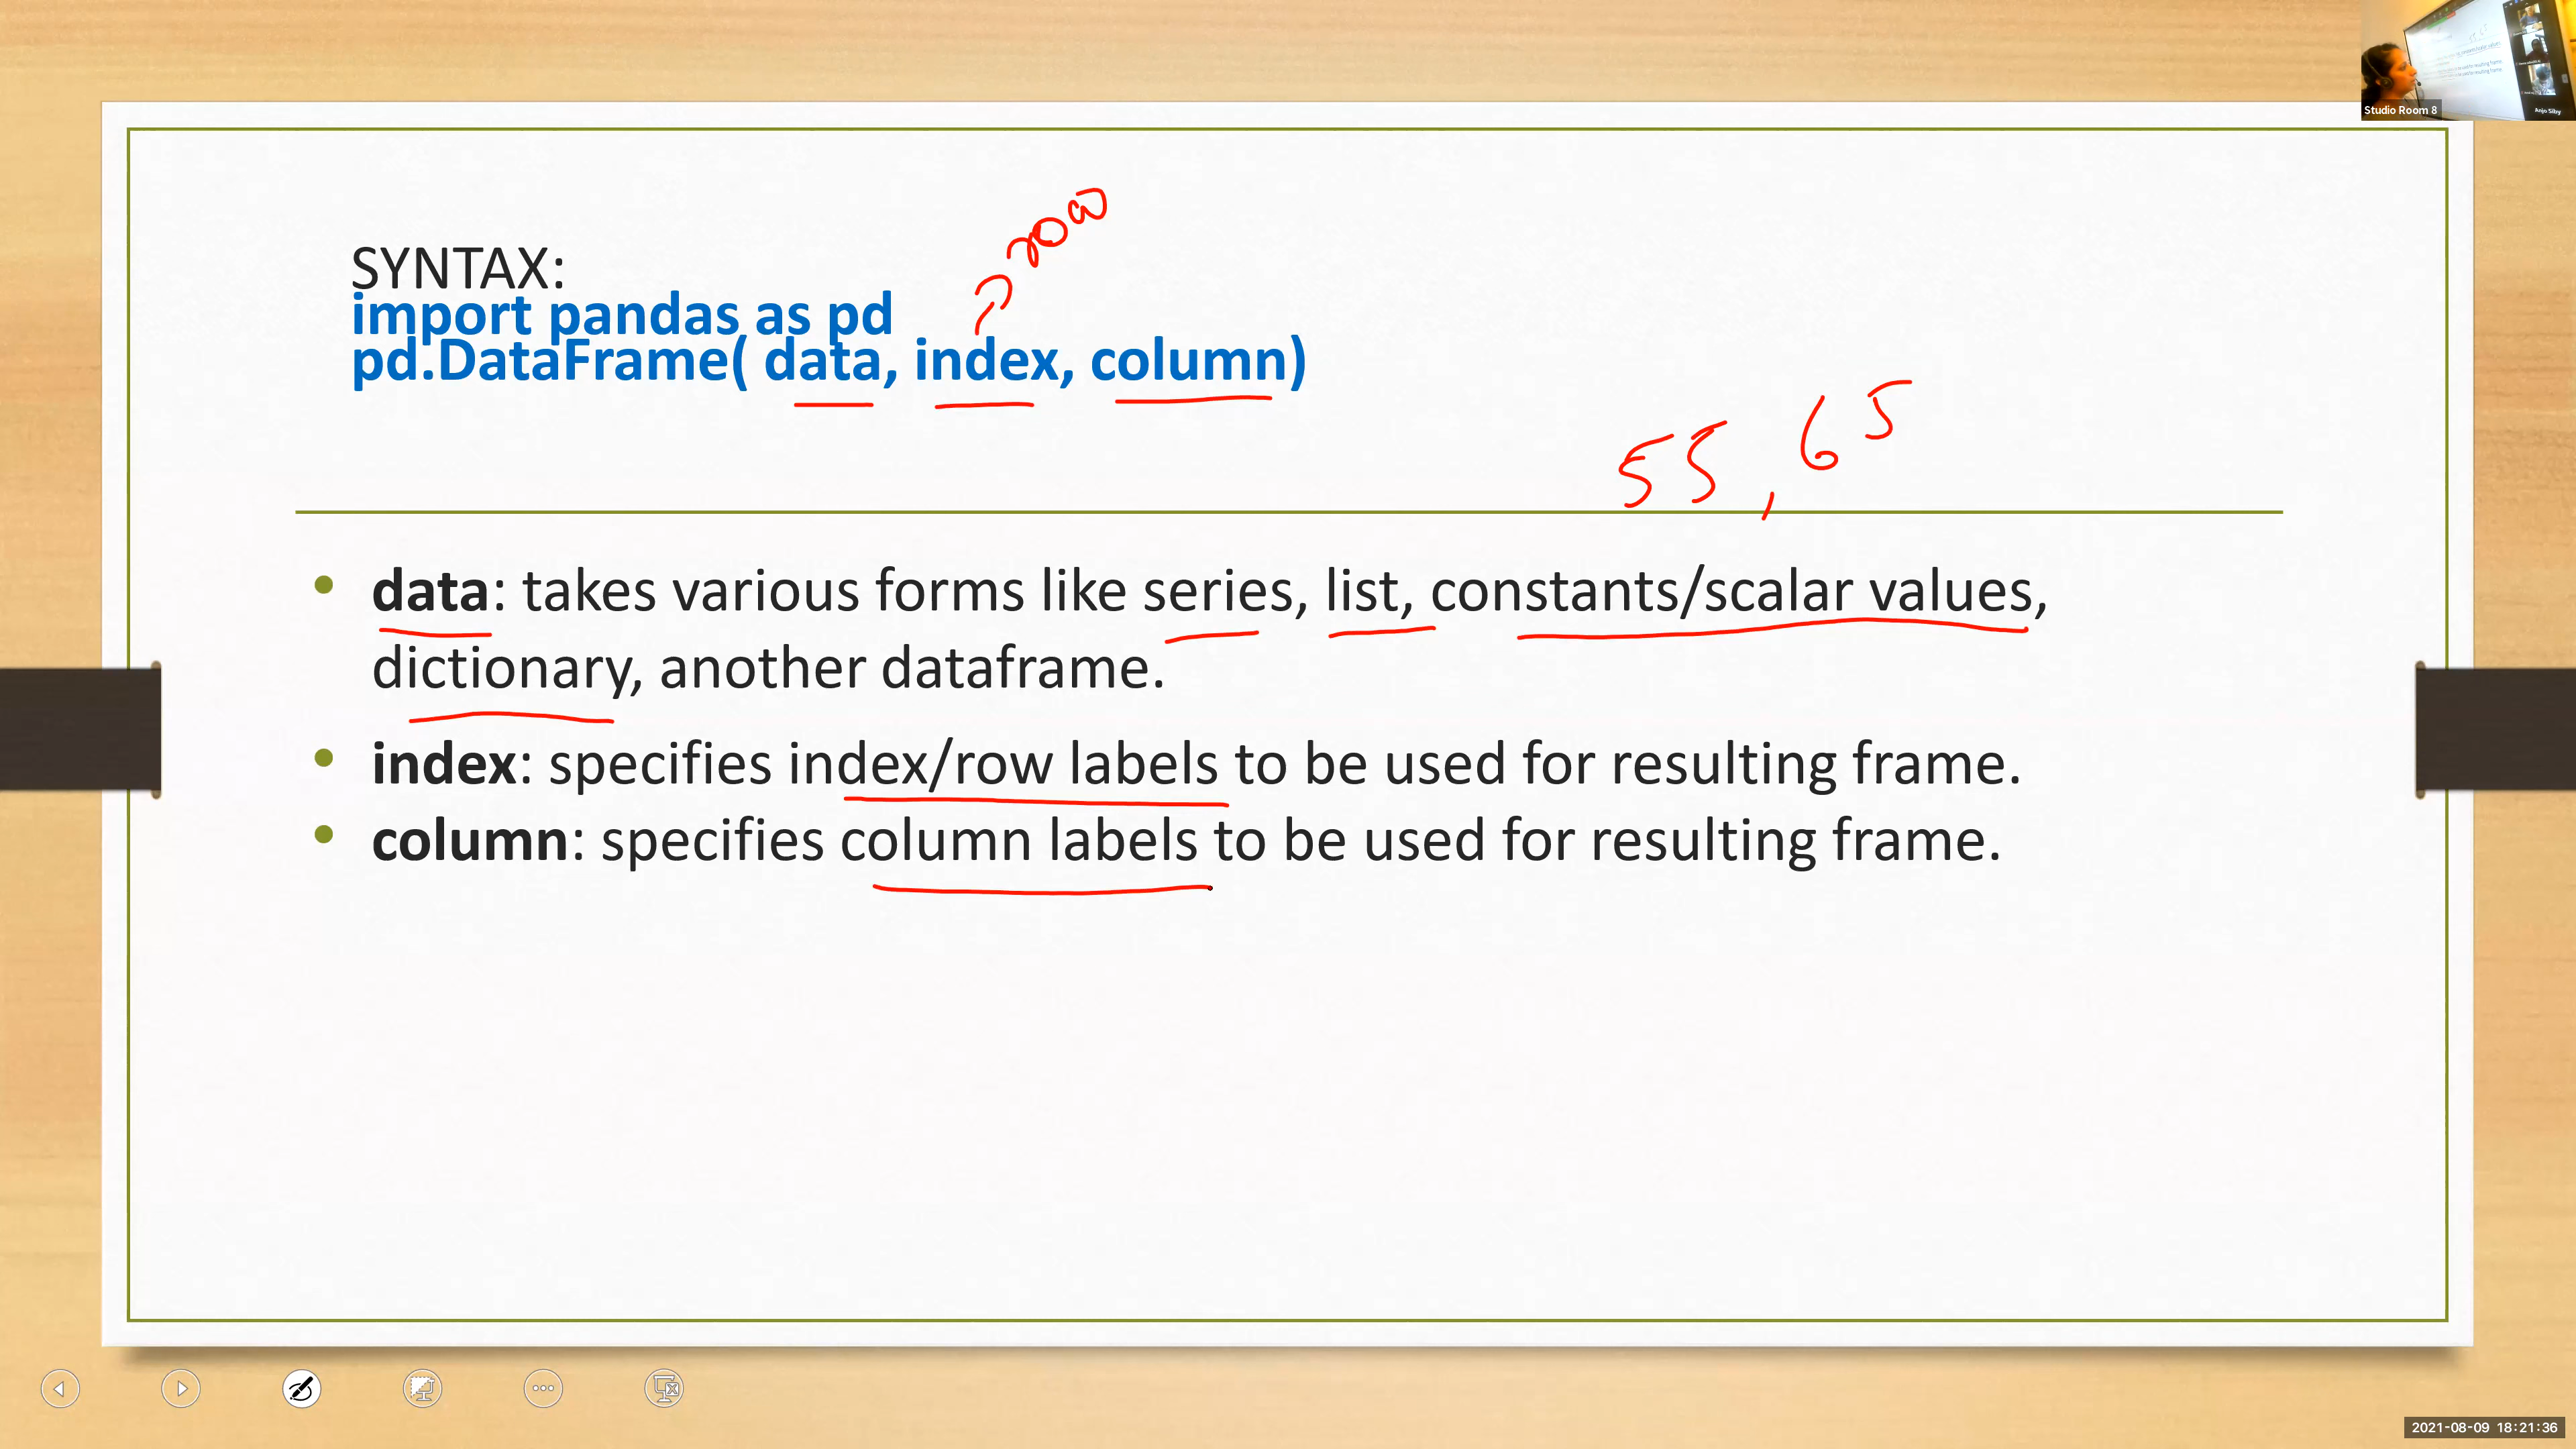 Studio Room 8
Anjo Siby
row
SYNTAX:
import pandas as pd
pd.DataFrame( data, index, column)
55, 65
• data: takes various forms like series, list, constants/scalar values,
dictionary, another dataframe.
• index: specifies index/row labels to be used for resulting frame.
• column: specifies column labels to be used for resulting frame.
2021-08-09 18:21:36